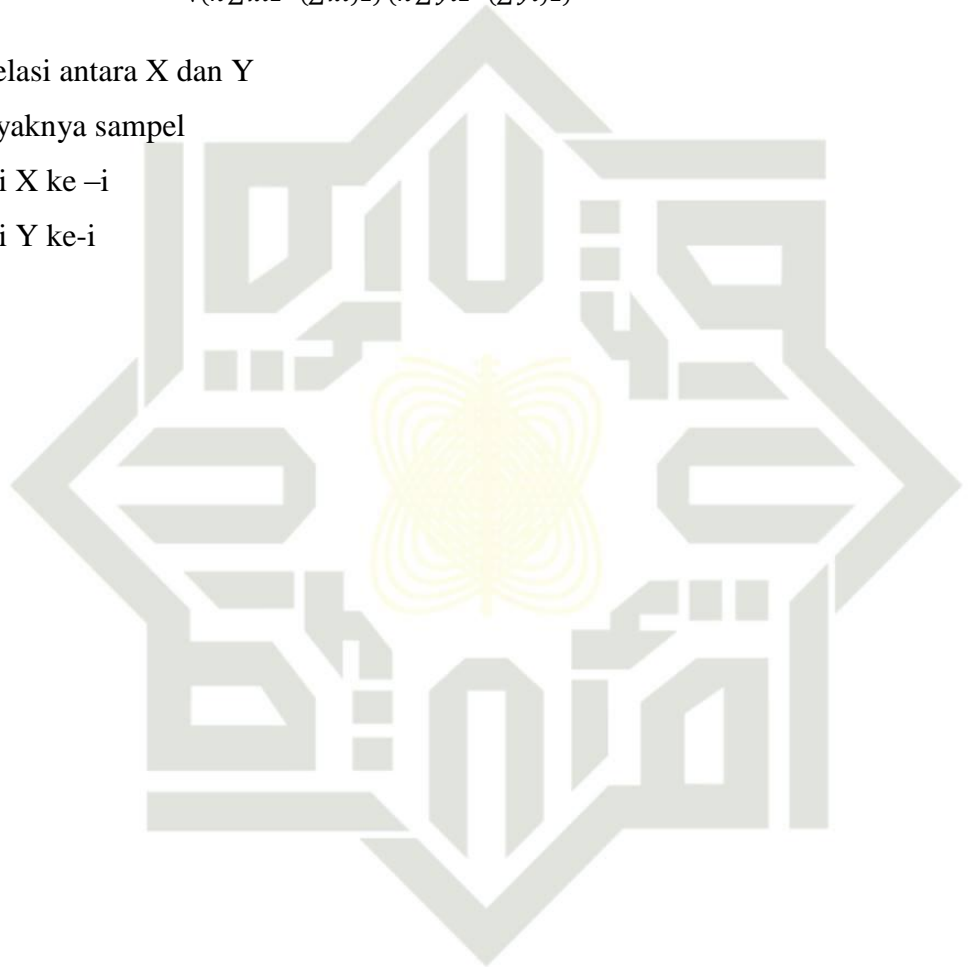 elasi antara X dan Y
yaknya sampel
i X ke –i
i Y ke-i